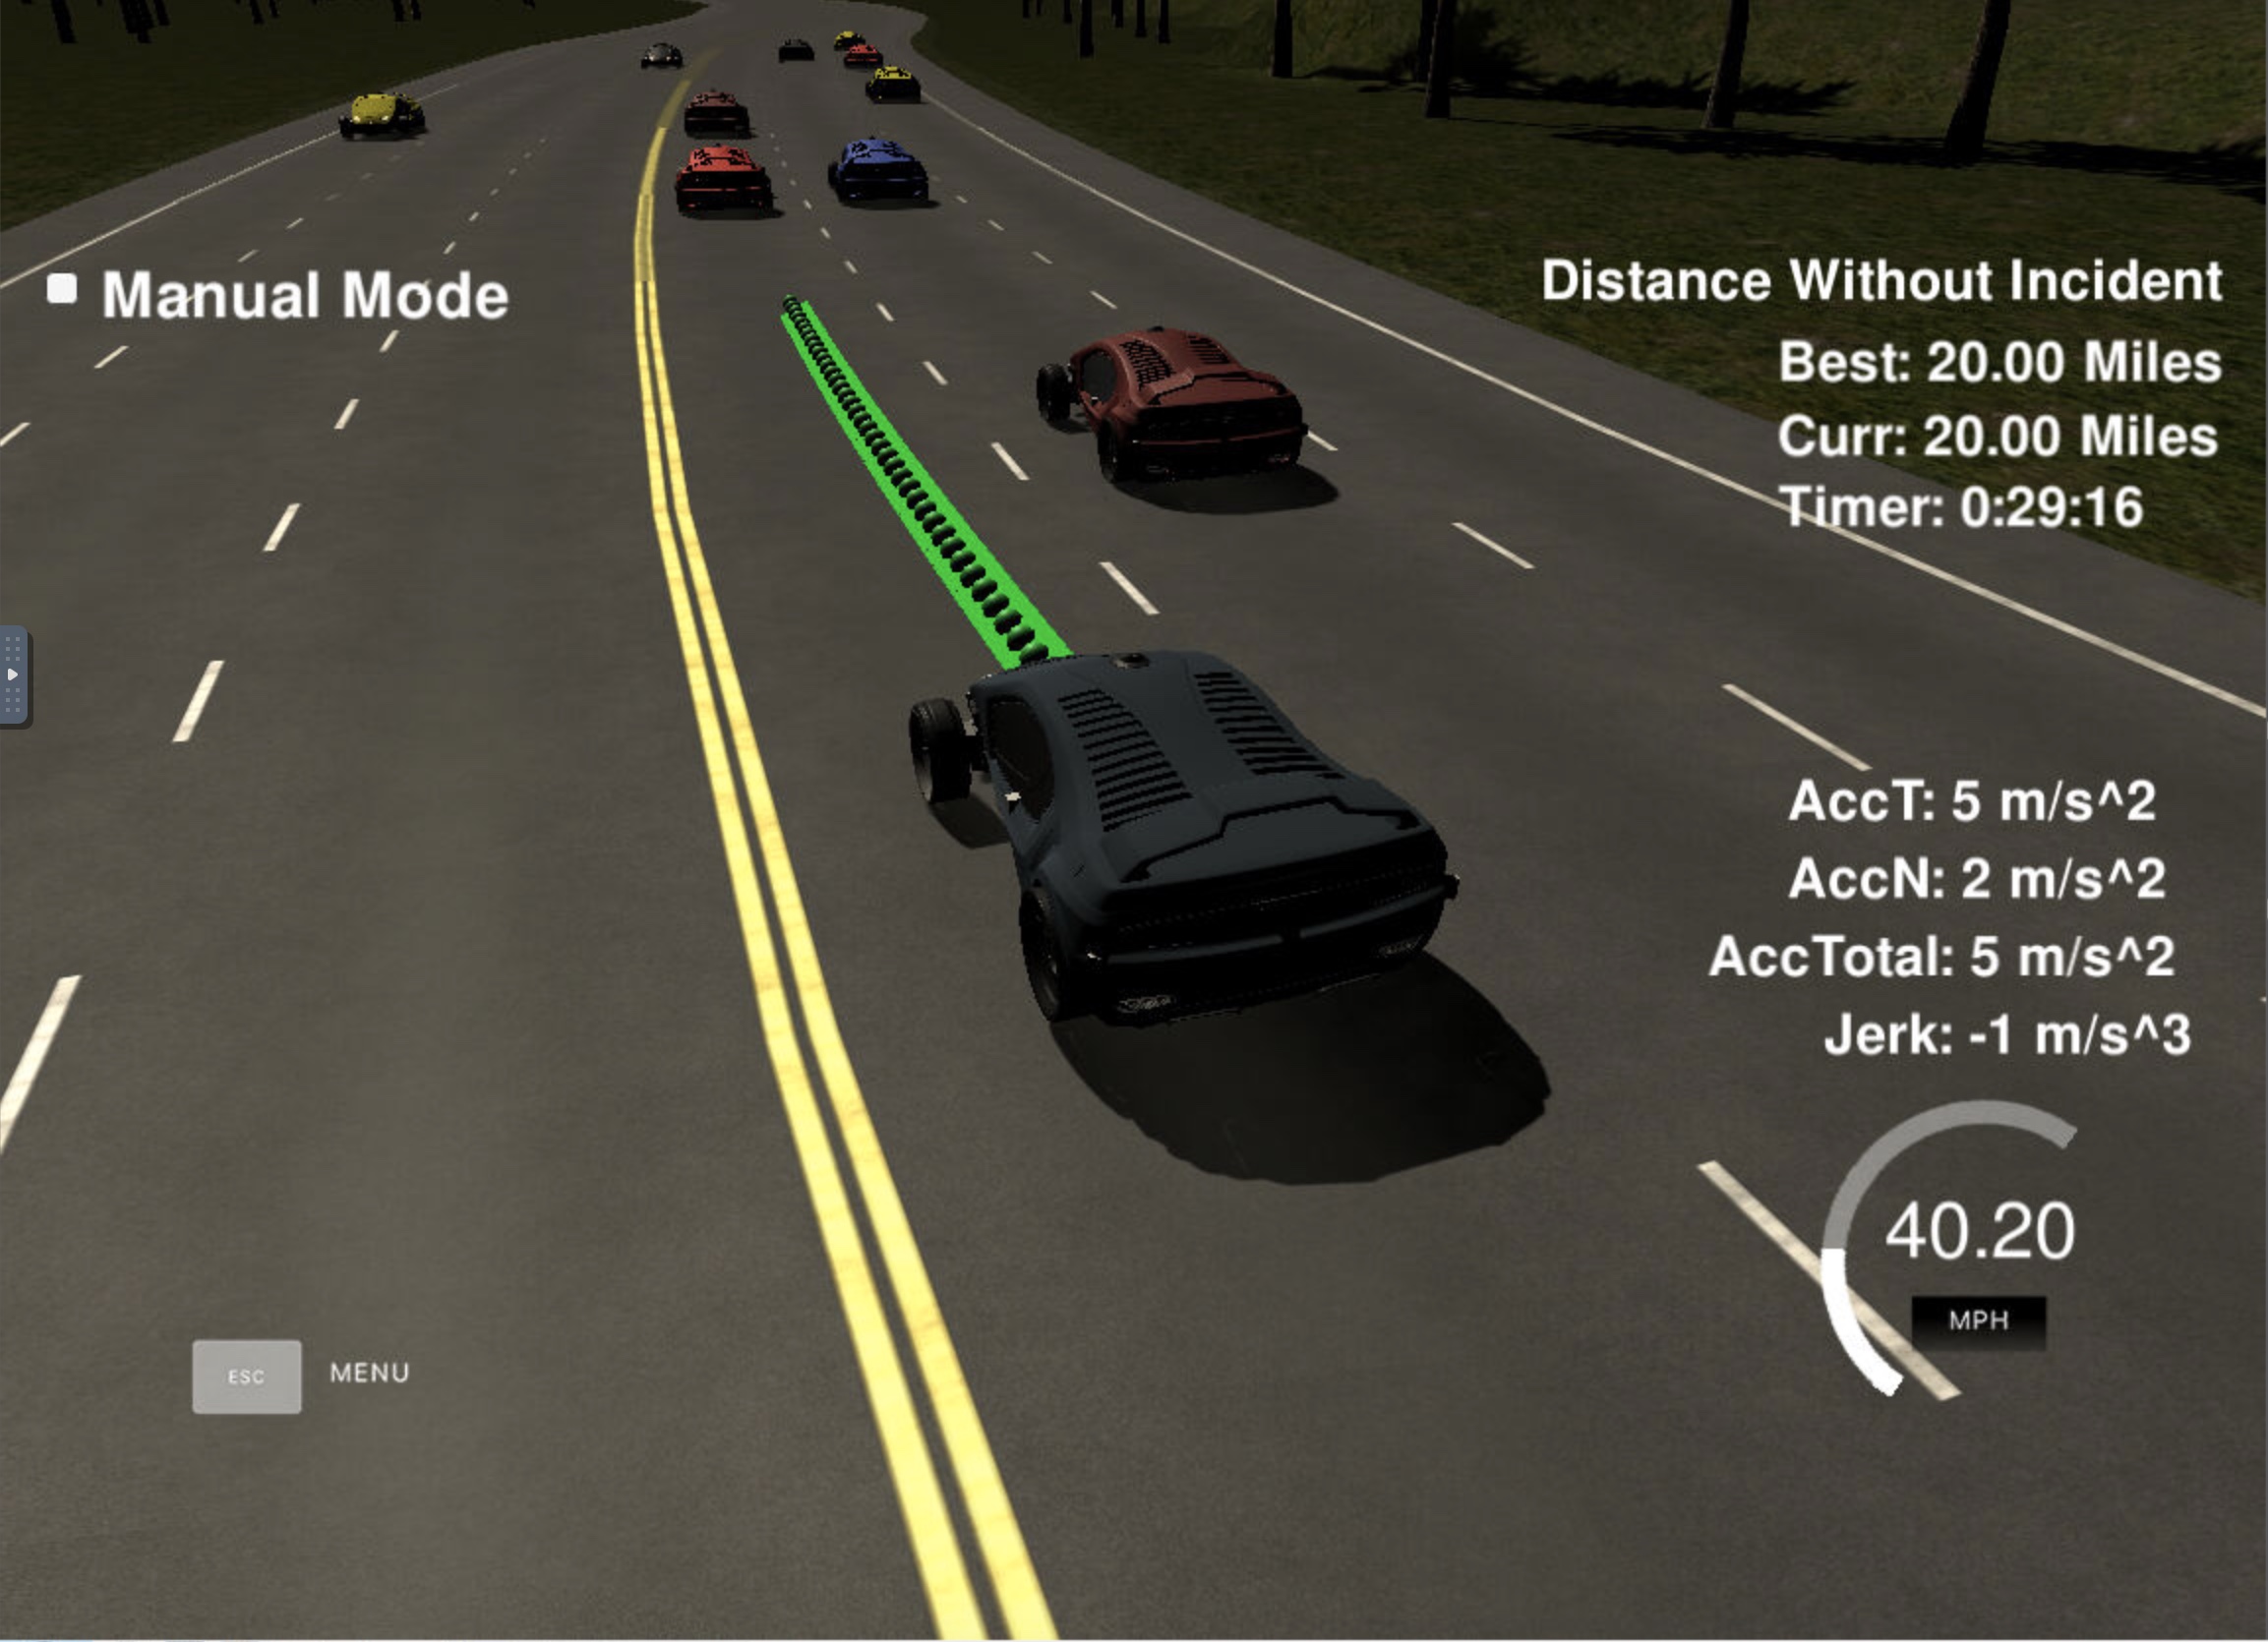 Manual Mode
Distance Without Incident
Best: 20.00 Miles
Curr: 20.00 Miles
Timer: 0:29:16
AccT: 5 m/s^2
AccN: 2 m/s^2
AccTotal: 5 m/s^2
Jerk: -1 m/s^3
40.20
MPH
ESC MENU